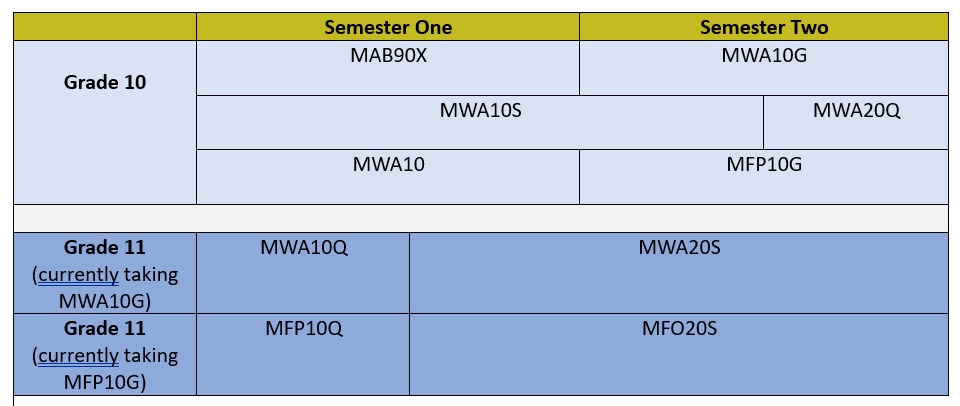 Semester One Semester Two
Grade 10 MAB90X MWA10G
MWA10S MWA20Q
MWA10 MFP10G
Grade 11 MWA10Q MWA20S
(currently taking
MWA10G)
Grade 11 MFP10Q MFO20S
(currently taking
MFP10G)